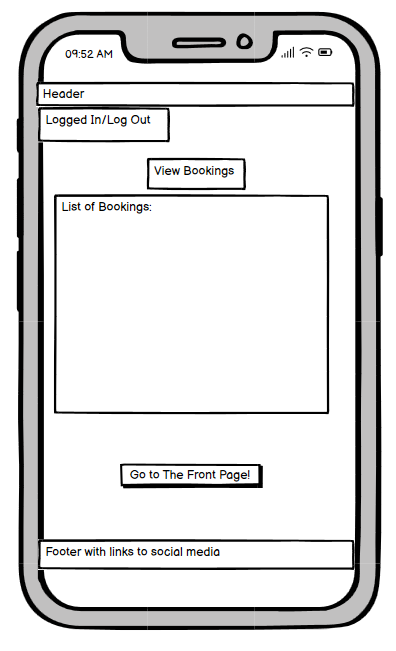 09:52 AM
Header
Logged In/Log Out
View Bookings
List of Bookings:
Go to The Front Page!
Footer with links to social media